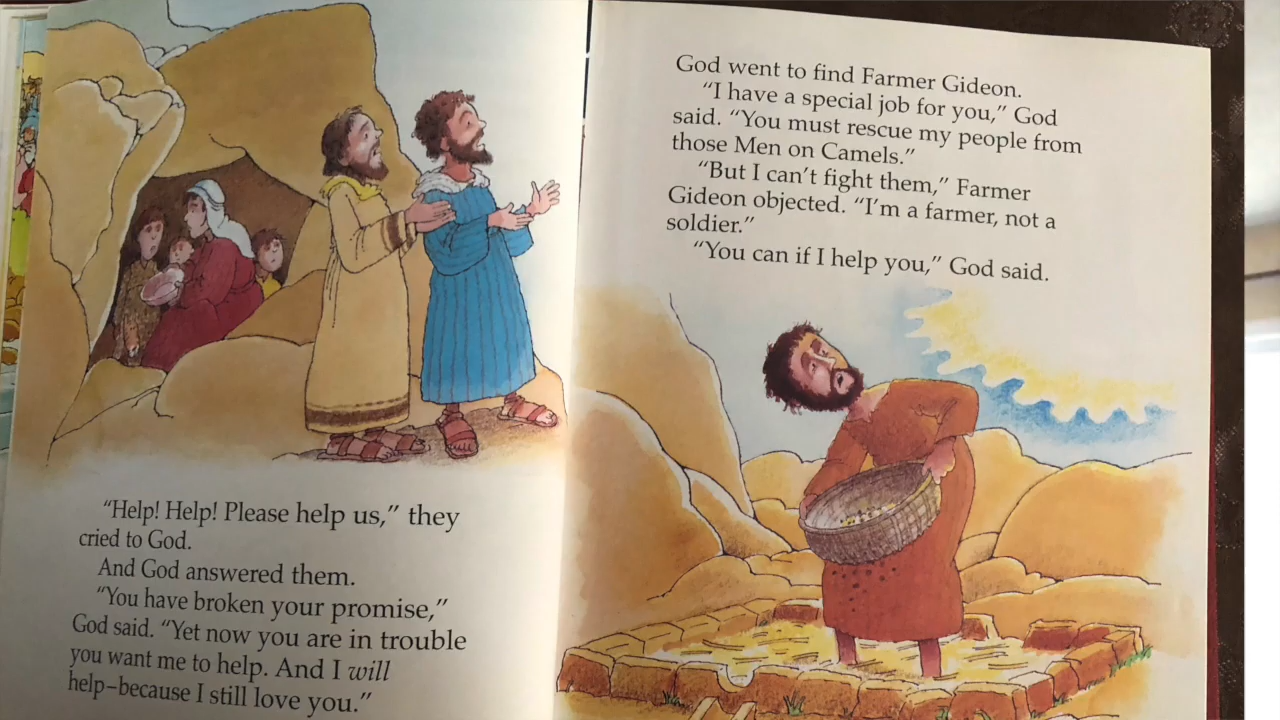 "Help! Help! Please help us," they
cried to God.
And God answered them.
"You have broken your promise,"
God said. "Yet now you are in trouble
you want me to help. And I will
help–because I still love you."
God went to find Farmer Gideon.
"I have a special job for you," God
said. "You must rescue my people from
those Men on Camels."
"But I can't fight them," Farmer
Gideon objected. "I'm a farmer, not a
soldier."
"You can if I help you," God said.